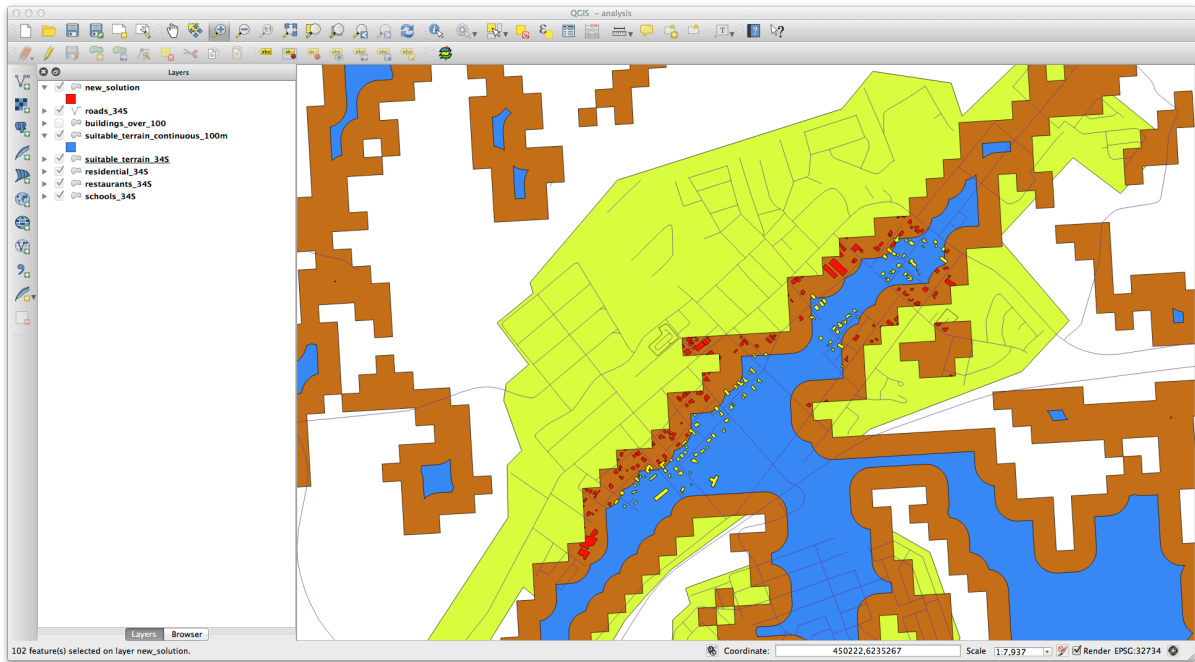 QGIS - analysis
Layers
new_solution
roads_34S
buildings_over_100
suitable_terrain_continuous_100m
suitable_terrain_34S
residential_34S
restaurants_34S
schools_34S
Layers Browser
102 feature(s) selected on layer new_solution.
Coordinate: 450222,6235267 Scale 1:7,937 Render EPSG:32734